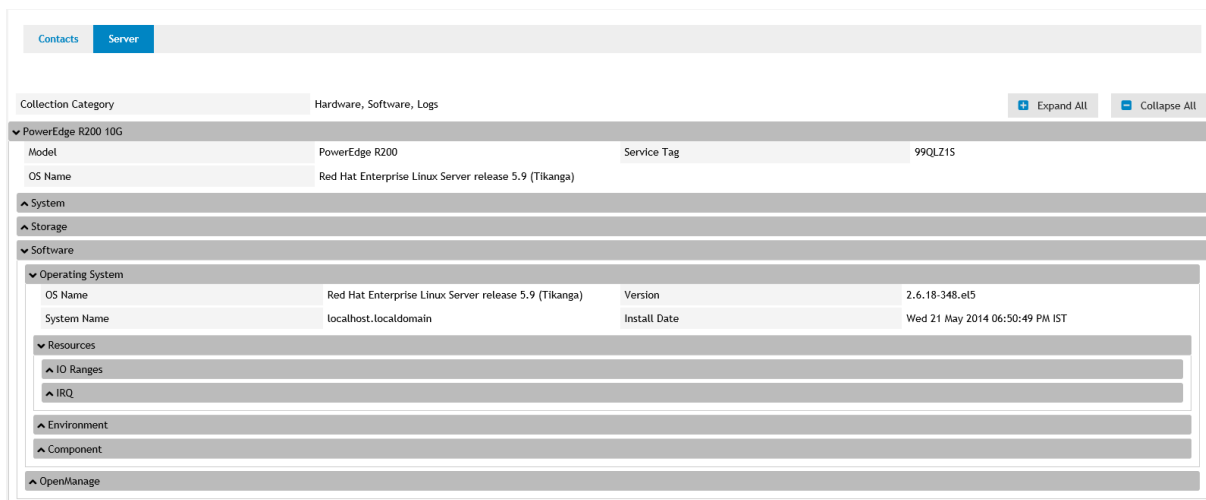 Contacts Server
Collection Category Hardware, Software, Logs Expand All Collapse All
PowerEdge R200 10G
Model PowerEdge R200 Service Tag 99QLZ1S
OS Name Red Hat Enterprise Linux Server release 5.9 (Tikanga)
System
Storage
Software
Operating System
OS Name Red Hat Enterprise Linux Server release 5.9 (Tikanga) Version 2.6.18-348.el5
System Name localhost.localdomain Install Date Wed 21 May 2014 06:50:49 PM IST
Resources
IO Ranges
IRQ
Environment
Component
OpenManage